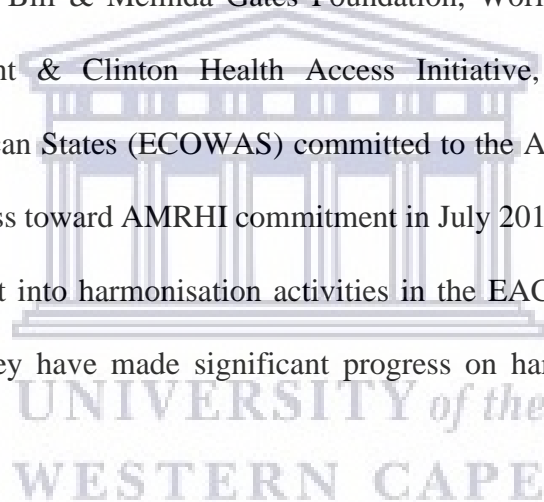 Bill & Melinda Gates Foundation, Worl
nt & Clinton Health Access Initiative,
can States (ECOWAS) committed to the A
ss toward AMRHI commitment in July 201
t into harmonisation activities in the EAC
ey have made significant progress on har
UNIVERSITY of the
WESTERN CAPE